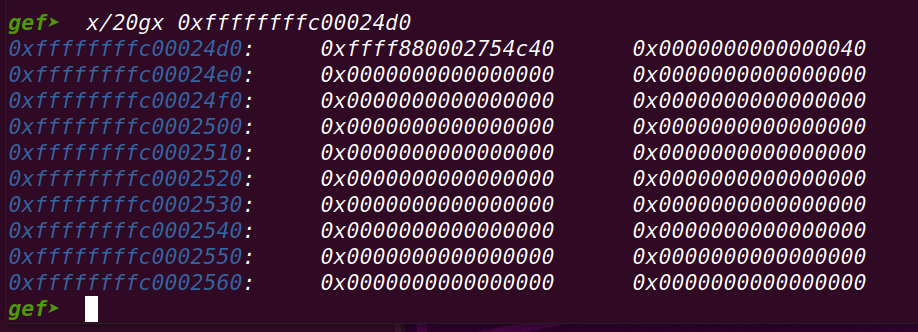 gef➤ x/20gx 0xffffffffc00024d0
0xffffffffc00024d0: 0xffff880002754c40 0x0000000000000040
0xffffffffc00024e0: 0x0000000000000000 0x0000000000000000
0xffffffffc00024f0: 0x0000000000000000 0x0000000000000000
0xffffffffc0002500: 0x0000000000000000 0x0000000000000000
0xffffffffc0002510: 0x0000000000000000 0x0000000000000000
0xffffffffc0002520: 0x0000000000000000 0x0000000000000000
0xffffffffc0002530: 0x0000000000000000 0x0000000000000000
0xffffffffc0002540: 0x0000000000000000 0x0000000000000000
0xffffffffc0002550: 0x0000000000000000 0x0000000000000000
0xffffffffc0002560: 0x0000000000000000 0x0000000000000000
gef➤